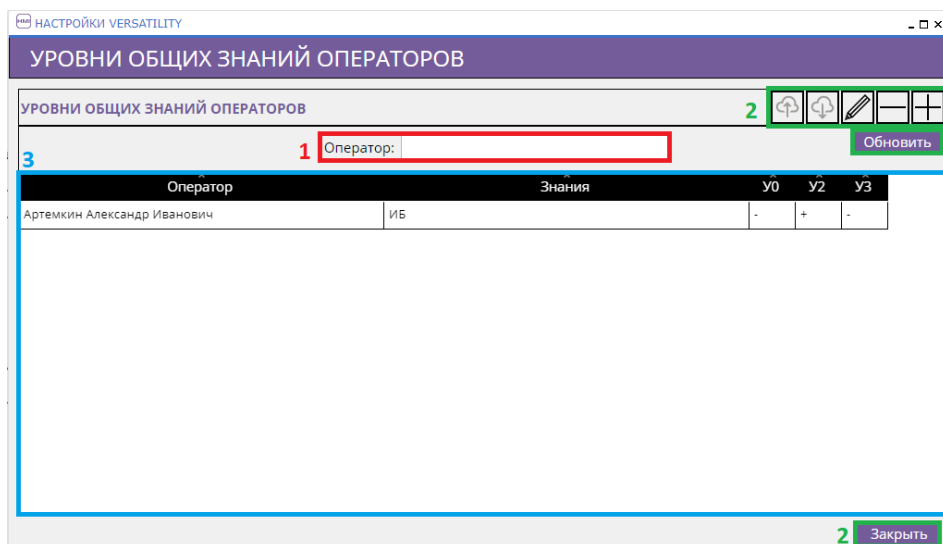 HMI НАСТРОЙКИ VERSATILITY
УРОВНИ ОБЩИХ ЗНАНИЙ ОПЕРАТОРОВ
УРОВНИ ОБЩИХ ЗНАНИЙ ОПЕРАТОРОВ 2
Обновить
1 Оператор:
3
Оператор Знания У0 У2 У3
Артемкин Александр Иванович ИБ - + -
2 Закрыть